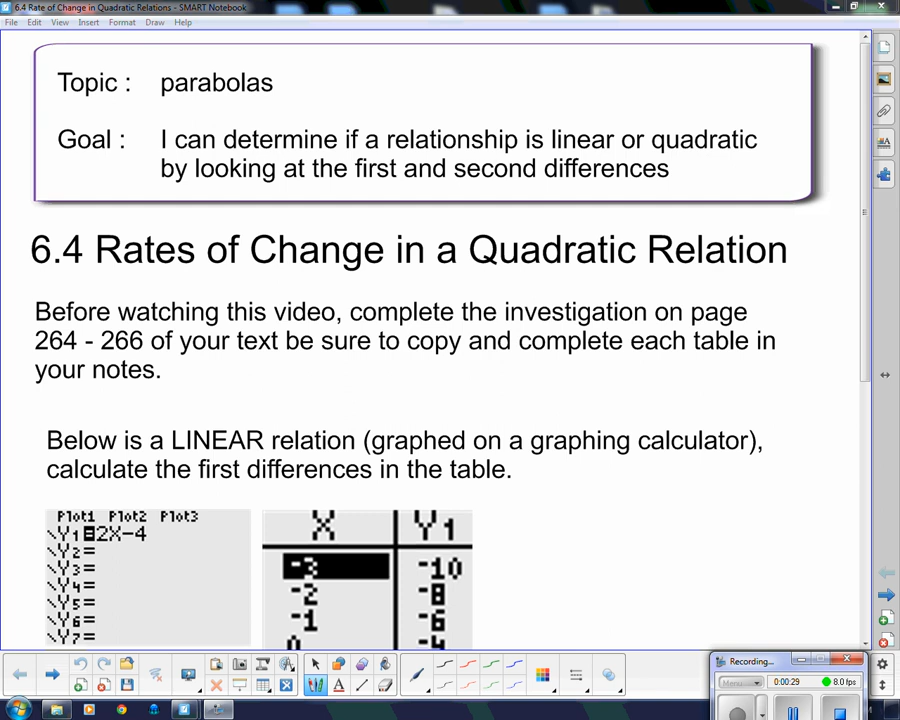 6.4 Rate of Change in Quadratic Relations - SMART Notebook
File Edit View Insert Format Draw Help
Topic : parabolas
Goal : I can determine if a relationship is linear or quadratic
by looking at the first and second differences
6.4 Rates of Change in a Quadratic Relation
Before watching this video, complete the investigation on page
264 - 266 of your text be sure to copy and complete each table in
your notes.
Below is a LINEAR relation (graphed on a graphing calculator),
calculate the first differences in the table.
Plot1 Plot2 Plot3
\Y1=2X-4
\Y2=
\Y3=
\Y4=
\Y5=
\Y6=
\Y7=
X Y1
-3 -10
-2 -8
-1 -6
0 -4
Recording...
Menu 0:00:29 8.0 fps